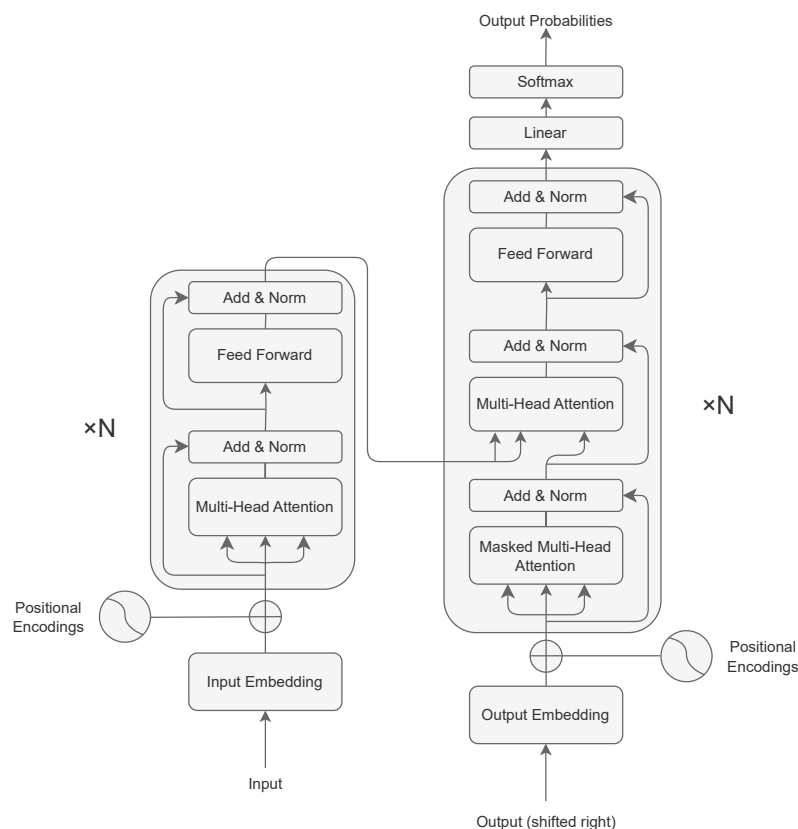 Output Probabilities
Softmax
Linear
Add & Norm
Feed Forward
Add & Norm
Multi-Head Attention
Add & Norm
Masked Multi-Head
Attention
×N
Positional
Encodings
Output Embedding
Output (shifted right)
Add & Norm
Feed Forward
Add & Norm
Multi-Head Attention
×N
Positional
Encodings
Input Embedding
Input